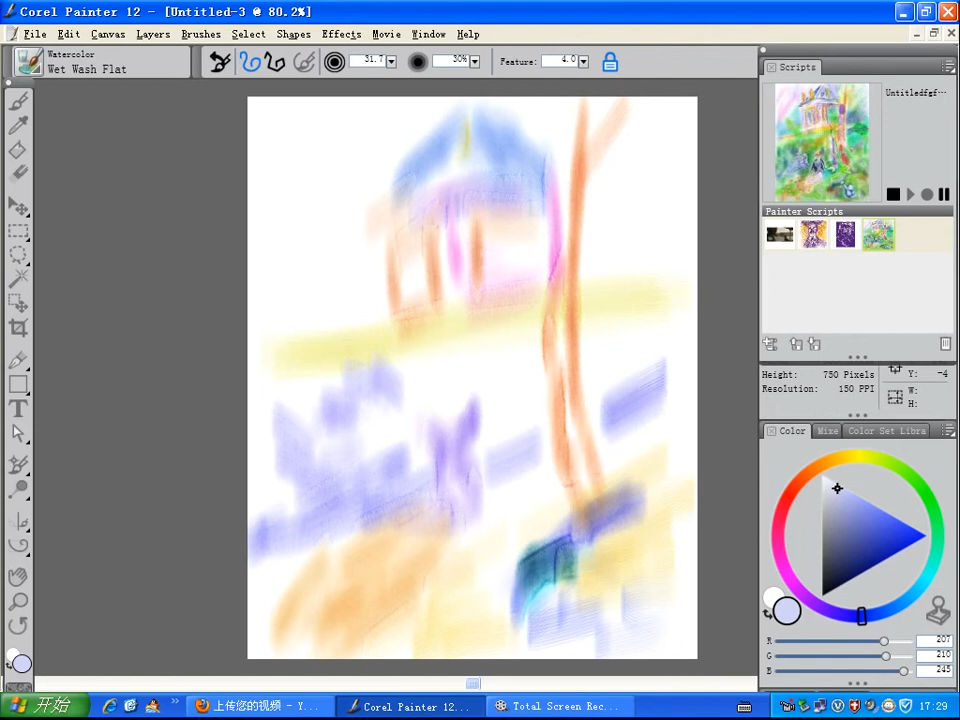 Corel Painter 12 - [Untitled-3 @ 80.2%]
File Edit Canvas Layers Brushes Select Shapes Effects Movie Window Help
Watercolor
Wet Wash Flat
31.7
30%
Feature: 4.0
Scripts
Untitledfgf...
Painter Scripts
Height: 750 Pixels
Resolution: 150 PPI
Y: -4
W:
H:
Color
Mixe
Color Set Libra
R 207
G 210
B 245
开始
上传您的视频 - Y...
Corel Painter 12...
Total Screen Rec...
17:29